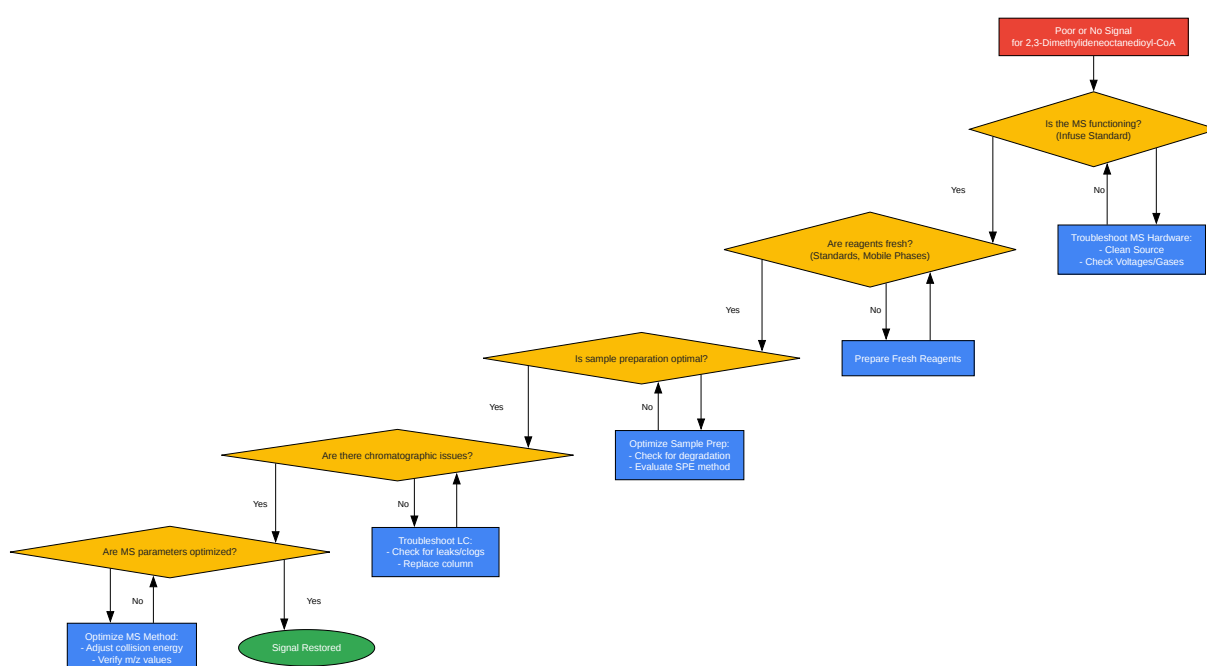 Poor or No Signal
for 2,3-Dimethylideneoctanedioyl-CoA
Is the MS functioning?
(Infuse Standard)
Yes
No
Troubleshoot MS Hardware:
- Clean Source
- Check Voltages/Gases
Are reagents fresh?
(Standards, Mobile Phases)
Yes
No
Prepare Fresh Reagents
Is sample preparation optimal?
Yes
No
Optimize Sample Prep:
- Check for degradation
- Evaluate SPE method
Are there chromatographic issues?
Yes
No
Troubleshoot LC:
- Check for leaks/clogs
- Replace column
Are MS parameters optimized?
No
Yes
Optimize MS Method:
- Adjust collision energy
- Verify m/z values
Signal Restored